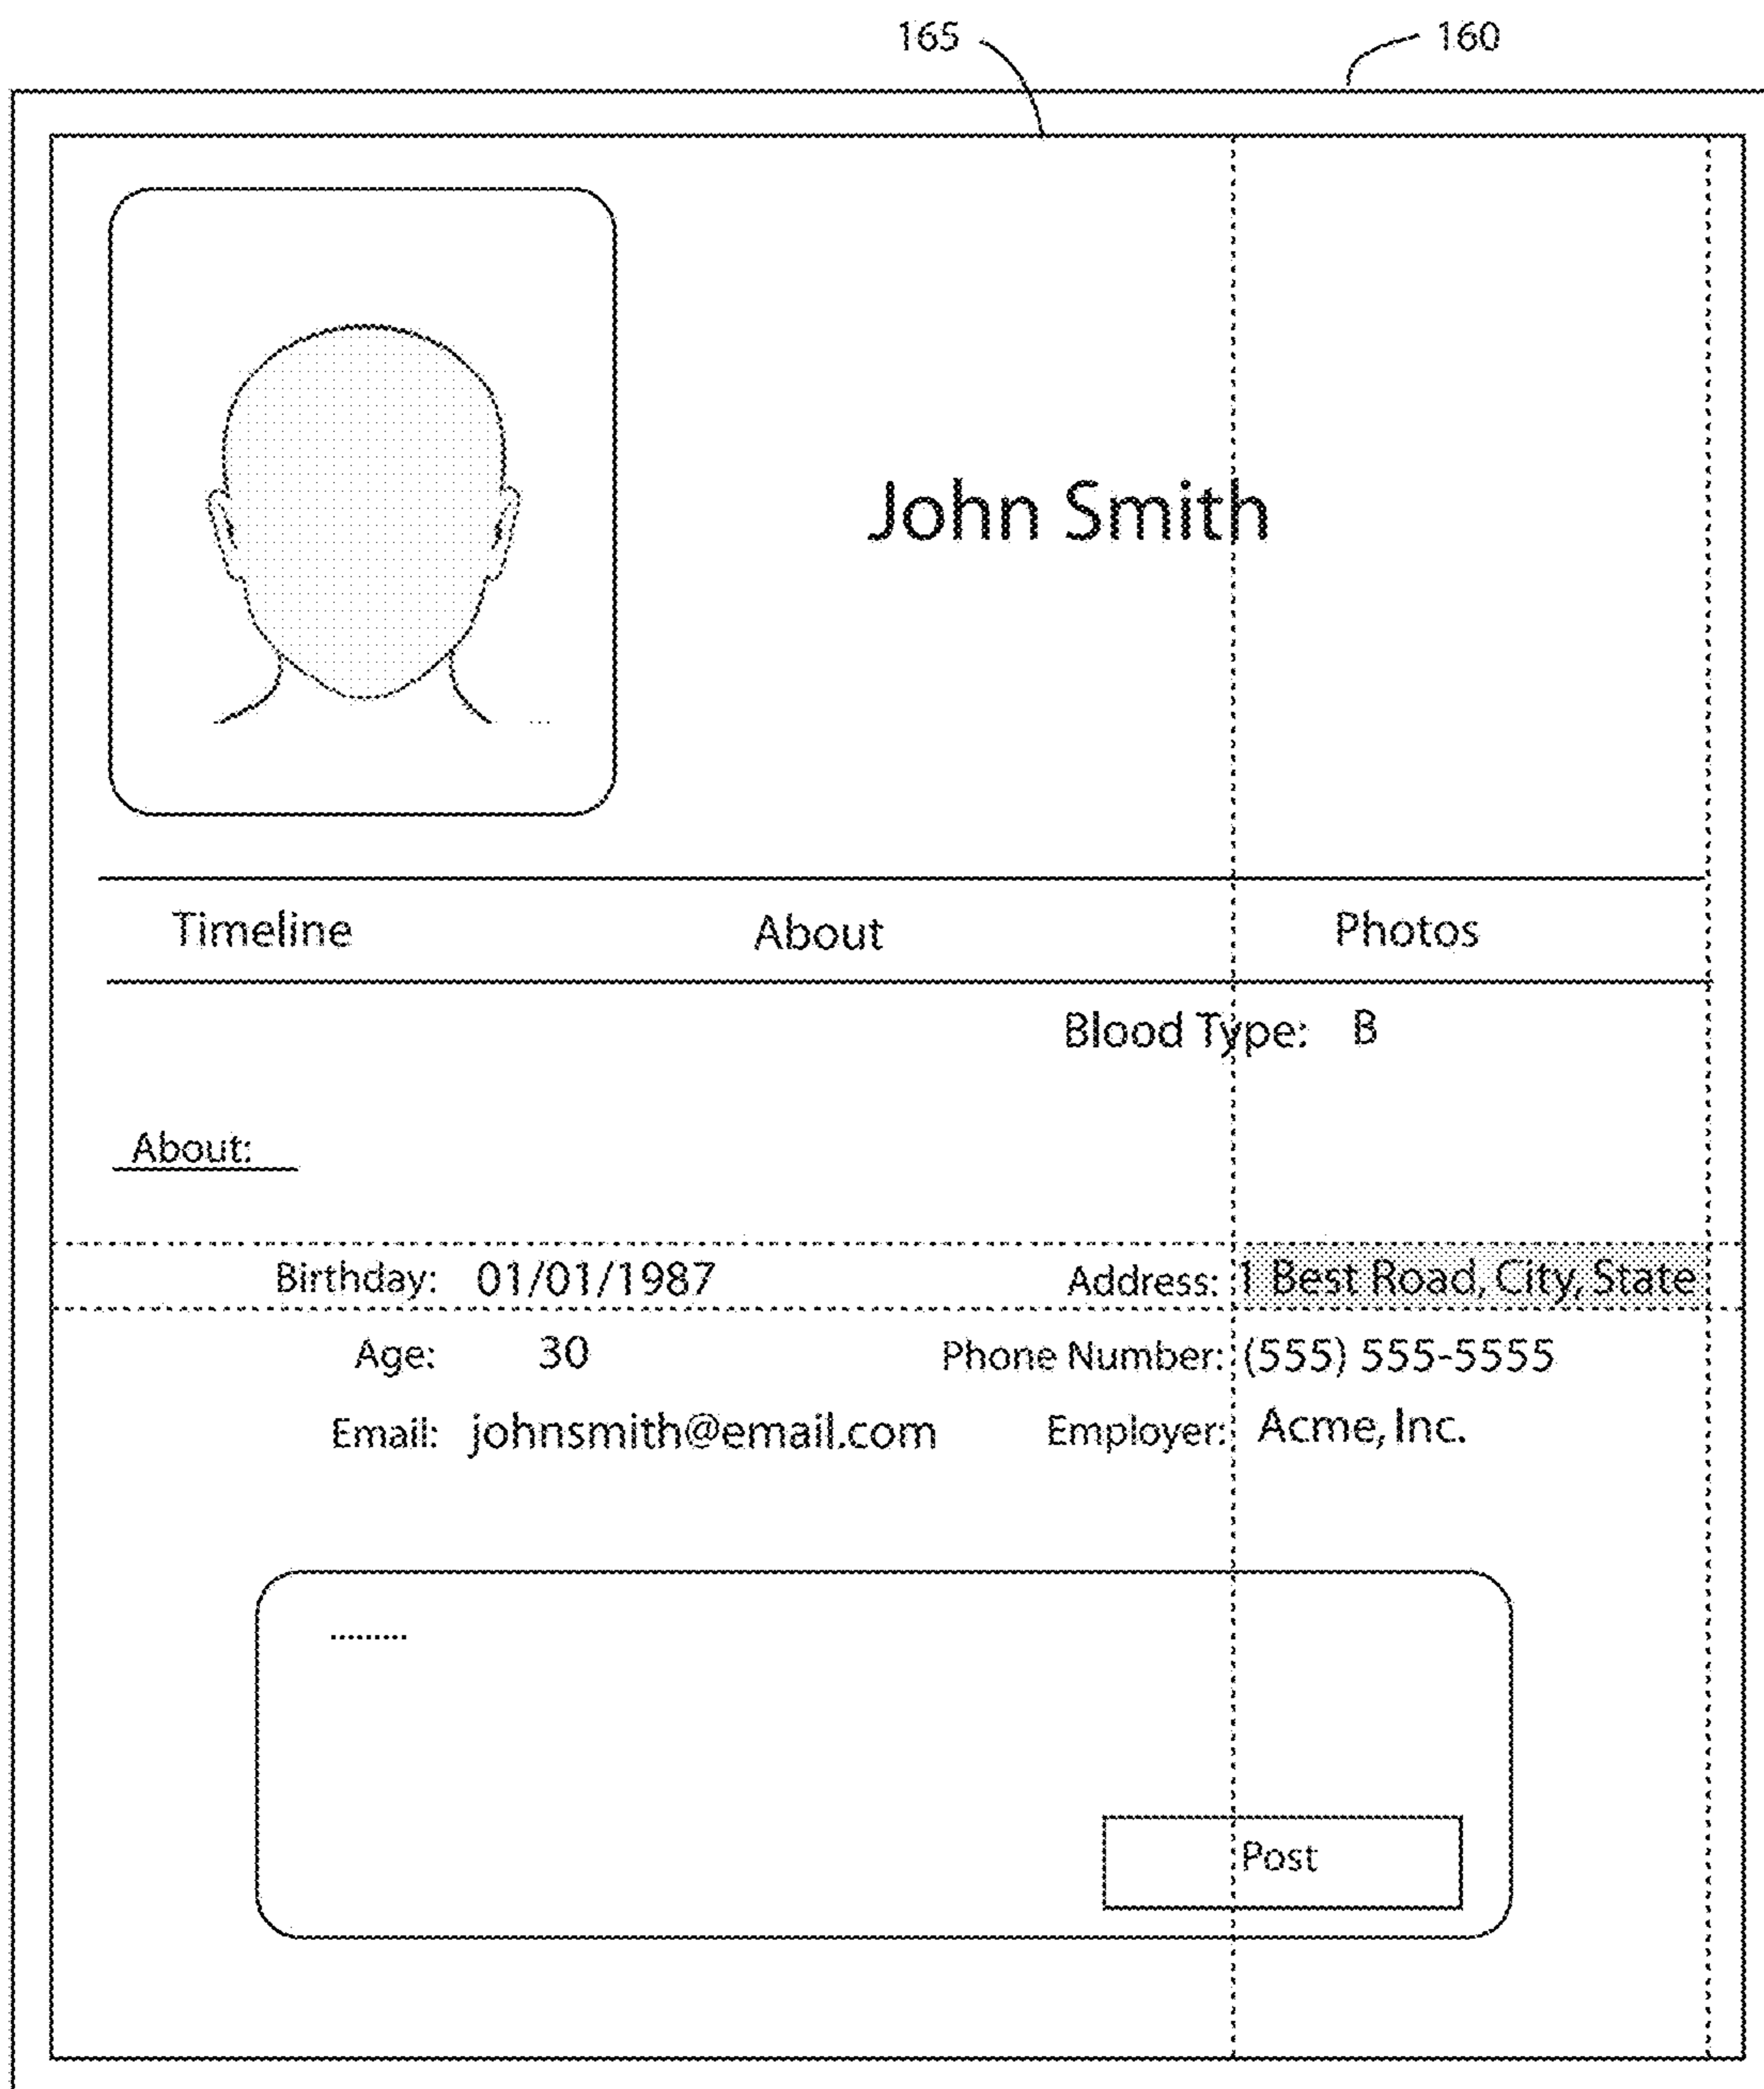 165 160
John Smith
Timeline About Photos
Blood Type: B
About:
Birthday: 01/01/1987 Address: 1 Best Road, City, State
Age: 30 Phone Number: (555) 555-5555
Email: johnsmith@email.com Employer: Acme, Inc.
Post